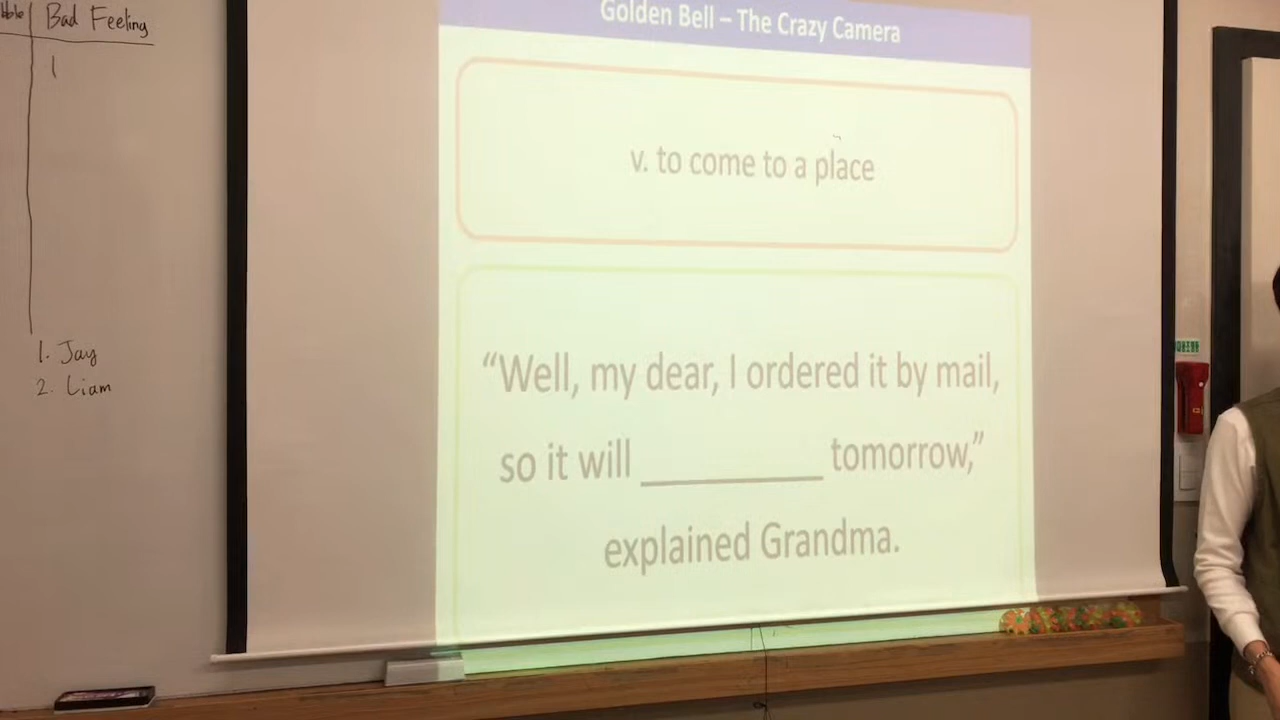 Bad Feeling
1
1. Jay
2. Liam
Golden Bell – The Crazy Camera
v. to come to a place
“Well, my dear, I ordered it by mail,
so it will __________ tomorrow,”
explained Grandma.